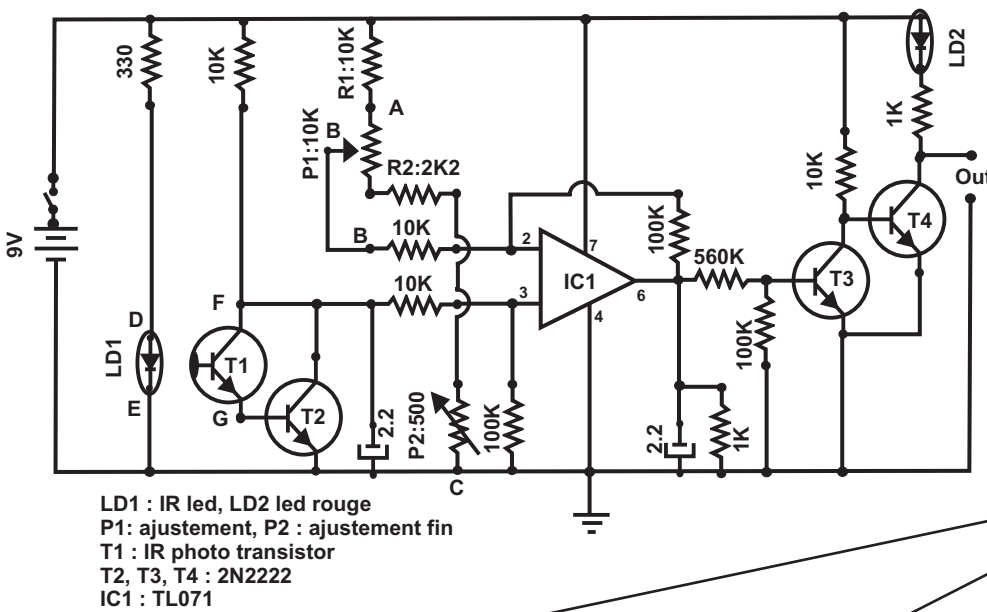 330
10K
R1:10K
A
P1:10K
B
R2:2K2
LD2
1K
Out
10K
T4
9V
B
10K
2
7
100K
560K
IC1
6
T3
F
10K
3
4
D
LD1
E
T1
G
T2
2.2
P2:500
100K
2.2
1K
100K
C
LD1 : IR led, LD2 led rouge
P1: ajustement, P2 : ajustement fin
T1 : IR photo transistor
T2, T3, T4 : 2N2222
IC1 : TL071